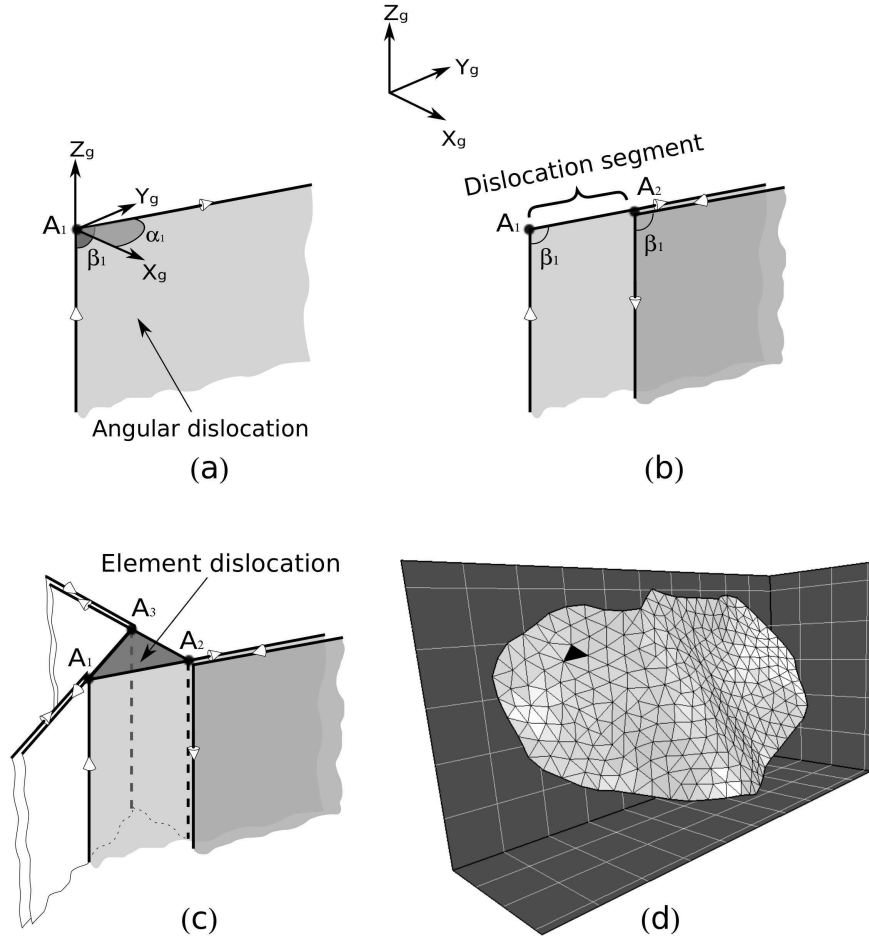 Zg
Yg
A1
α1
β1
Xg
Angular dislocation
(a)
Zg
Yg
Xg
Dislocation segment
A1
A2
β1
β1
(b)
Element dislocation
A3
A2
A1
(c)
(d)